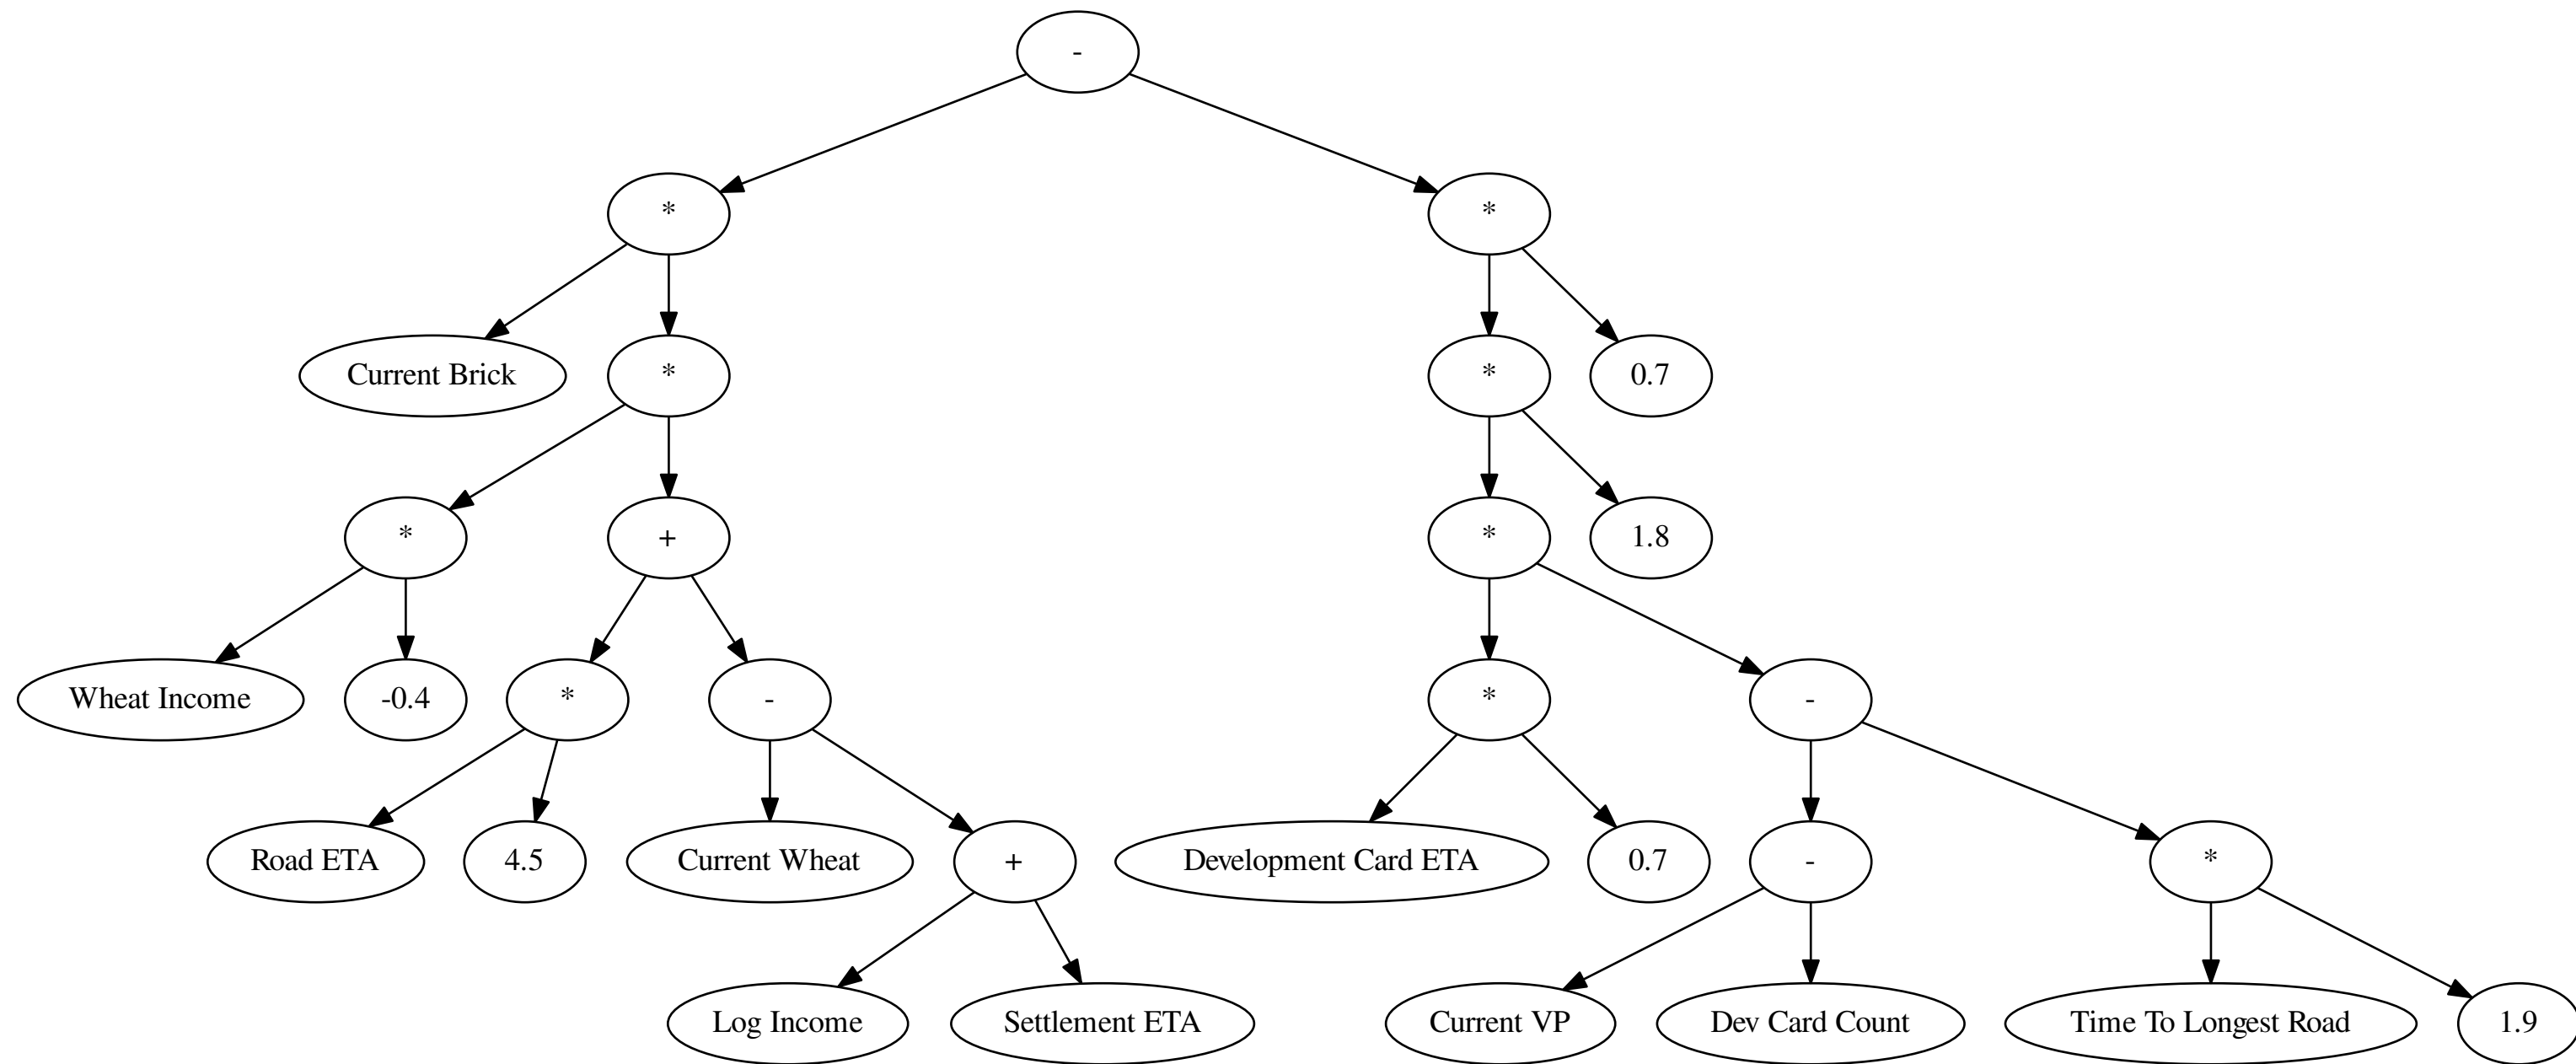 -
*
*
Current Brick
*
*
0.7
*
+
*
1.8
Wheat Income
-0.4
*
-
*
-
Road ETA
4.5
Current Wheat
+
Development Card ETA
0.7
-
*
Log Income
Settlement ETA
Current VP
Dev Card Count
Time To Longest Road
1.9